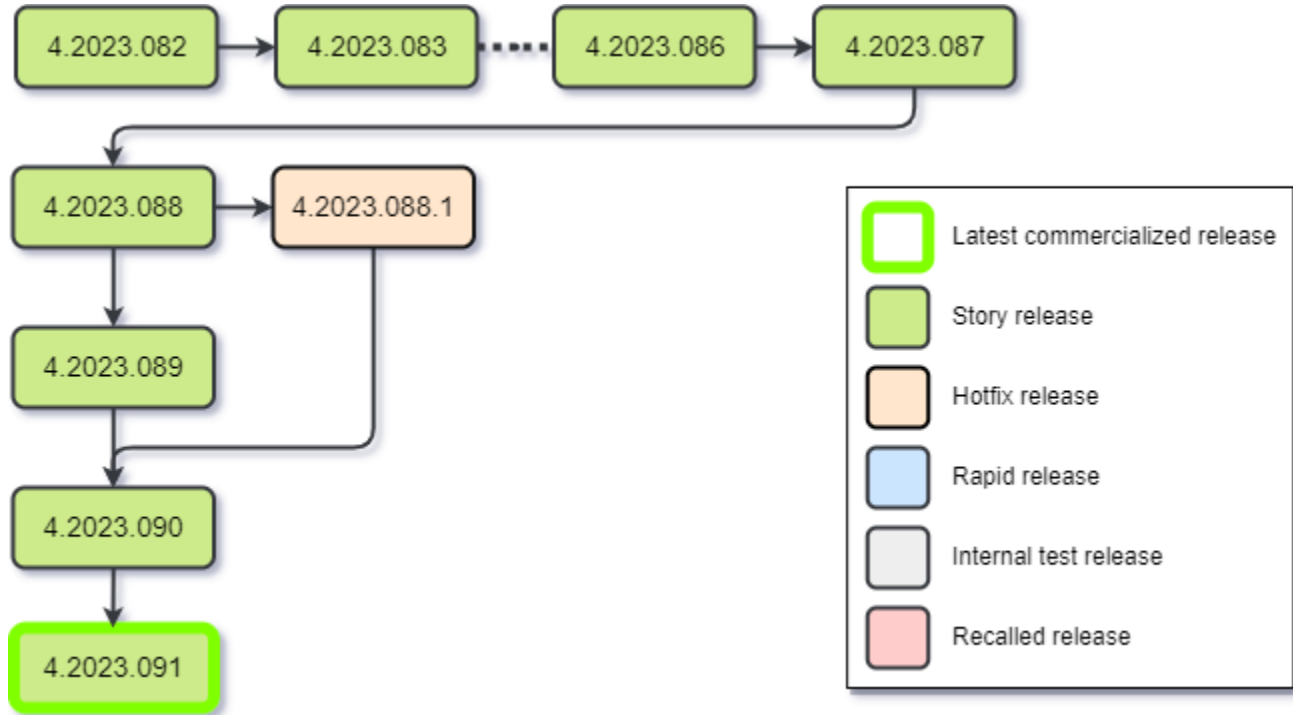 4.2023.082
4.2023.083
4.2023.086
4.2023.087
4.2023.088
4.2023.088.1
4.2023.089
4.2023.090
4.2023.091
Latest commercialized release
Story release
Hotfix release
Rapid release
Internal test release
Recalled release